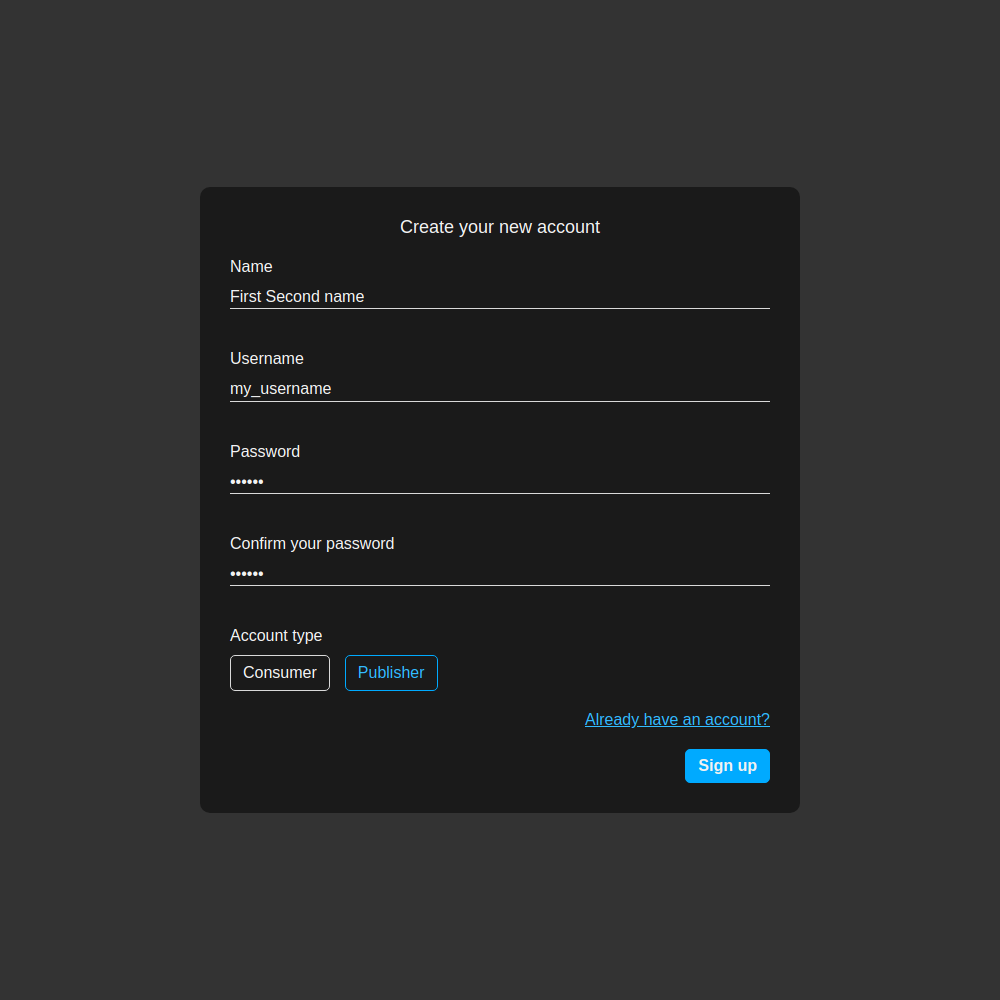 Create your new account
Name
First Second name
Username
my_username
Password
••••••
Confirm your password
••••••
Account type
Consumer Publisher
Already have an account?
Sign up